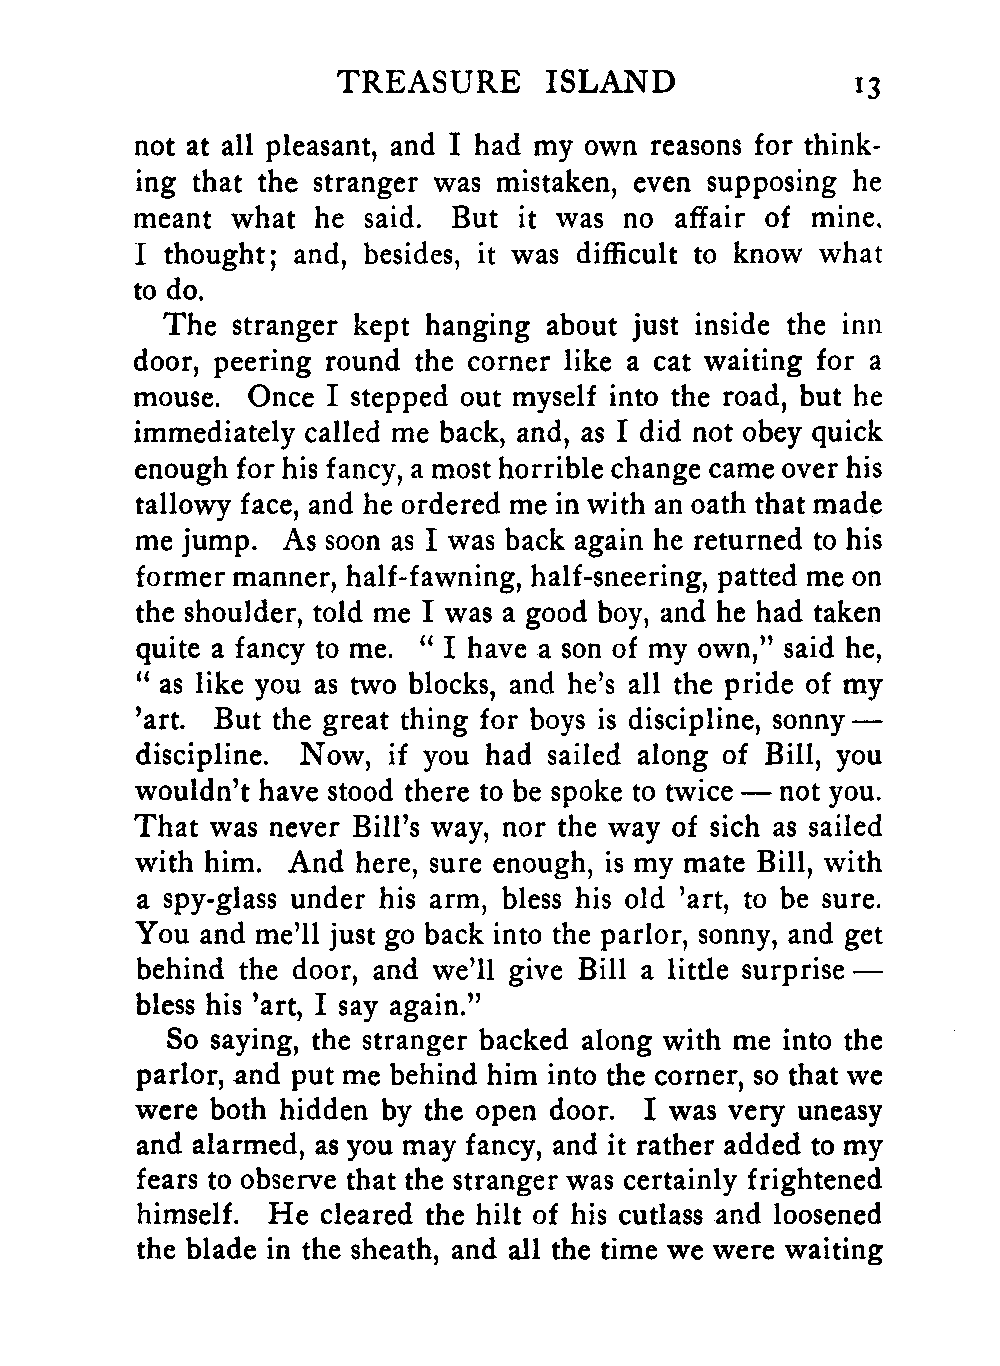 TREASURE ISLAND 13
not at all pleasant, and I had my own reasons for think-
ing that the stranger was mistaken, even supposing he
meant what he said. But it was no affair of mine.
I thought; and, besides, it was difficult to know what
to do.
The stranger kept hanging about just inside the inn
door, peering round the corner like a cat waiting for a
mouse. Once I stepped out myself into the road, but he
immediately called me back, and, as I did not obey quick
enough for his fancy, a most horrible change came over his
tallowy face, and he ordered me in with an oath that made
me jump. As soon as I was back again he returned to his
former manner, half-fawning, half-sneering, patted me on
the shoulder, told me I was a good boy, and he had taken
quite a fancy to me. “ I have a son of my own,” said he,
“ as like you as two blocks, and he’s all the pride of my
’art. But the great thing for boys is discipline, sonny —
discipline. Now, if you had sailed along of Bill, you
wouldn’t have stood there to be spoke to twice — not you.
That was never Bill’s way, nor the way of sich as sailed
with him. And here, sure enough, is my mate Bill, with
a spy-glass under his arm, bless his old ’art, to be sure.
You and me’ll just go back into the parlor, sonny, and get
behind the door, and we’ll give Bill a little surprise —
bless his ’art, I say again.”
So saying, the stranger backed along with me into the
parlor, and put me behind him into the corner, so that we
were both hidden by the open door. I was very uneasy
and alarmed, as you may fancy, and it rather added to my
fears to observe that the stranger was certainly frightened
himself. He cleared the hilt of his cutlass and loosened
the blade in the sheath, and all the time we were waiting